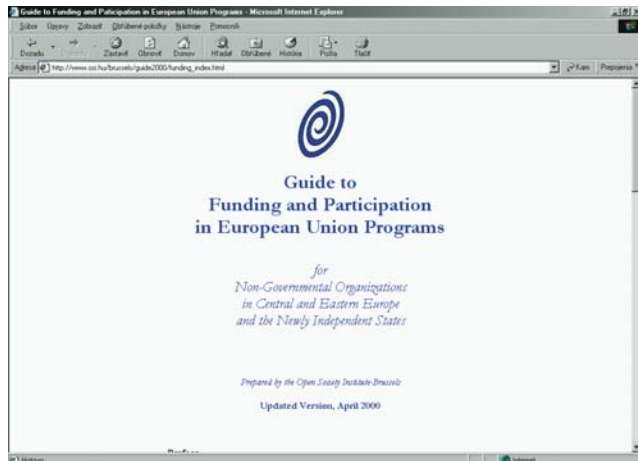 Guide to Funding and Paticipation in European Union Programs - Microsoft Internet Explorer
Súbor Úpravy Zobraziť Obľúbené položky Nástroje Pomocník
Dozadu Zastaviť Obnoviť Domov Hľadať Obľúbené História Pošta Tlačiť
Adresa http://www.osi.hu/brussels/guide2000/funding_index.html Kam Prepojenia
Guide to
Funding and Participation
in European Union Programs
for
Non-Governmental Organizations
in Central and Eastern Europe
and the Newly Independent States
Prepared by the Open Society Institute-Brussels
Updated Version, April 2000
Internet